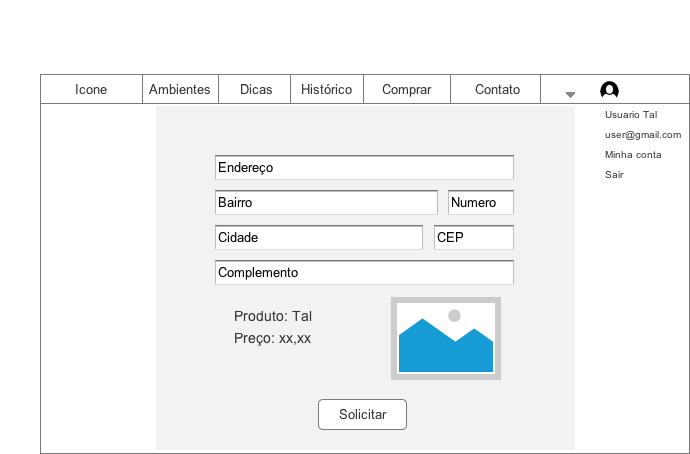 Icone Ambientes Dicas Histórico Comprar Contato
Usuario Tal
user@gmail.com
Minha conta
Sair
Endereço
Bairro Numero
Cidade CEP
Complemento
Produto: Tal
Preço: xx,xx
Solicitar